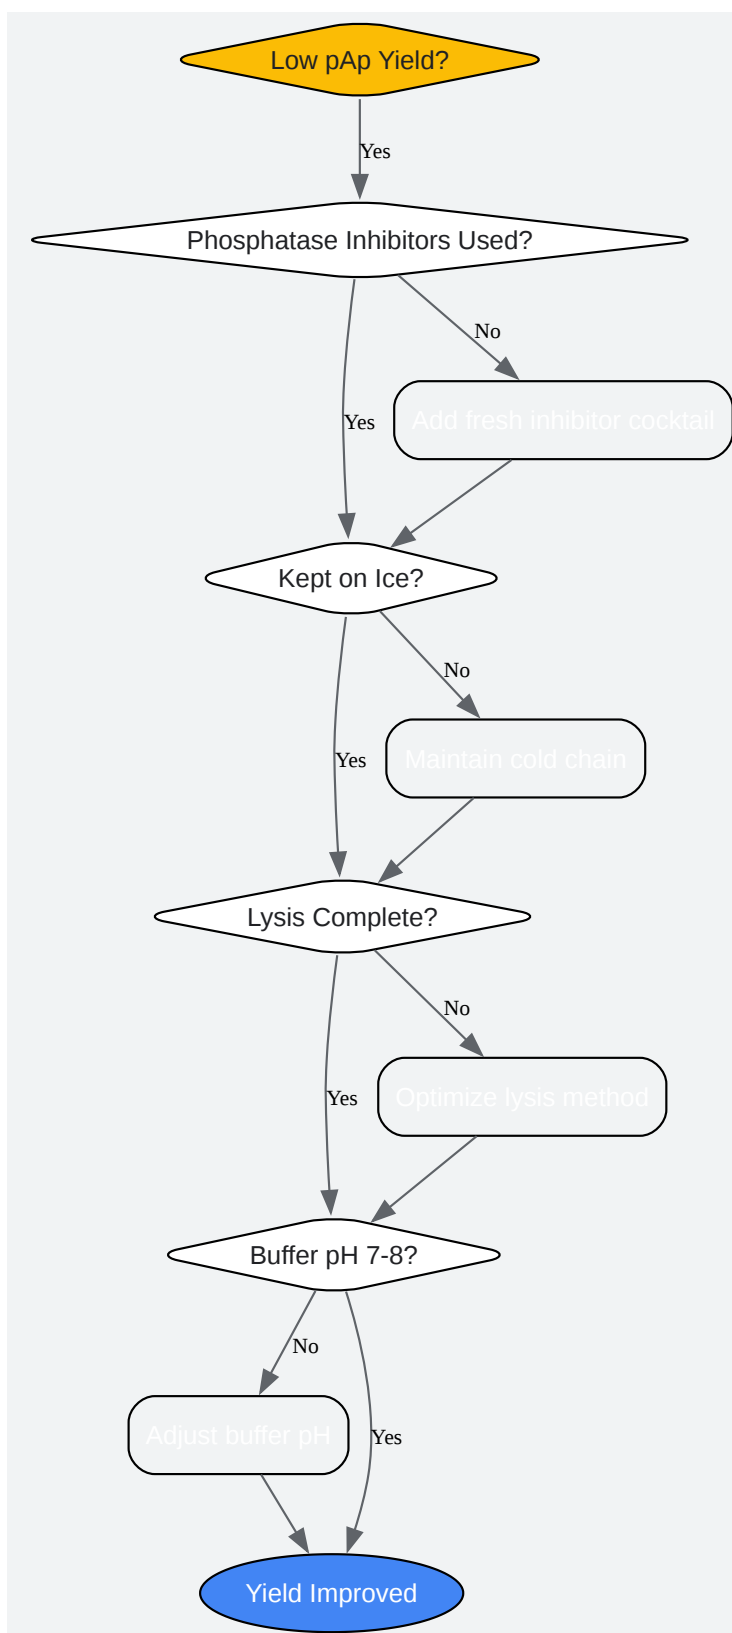 Low pAp Yield?
Yes
Phosphatase Inhibitors Used?
No
Yes
Add fresh inhibitor cocktail
Kept on Ice?
No
Yes
Maintain cold chain
Lysis Complete?
No
Yes
Optimize lysis method
Buffer pH 7-8?
No
Adjust buffer pH
Yes
Yield Improved